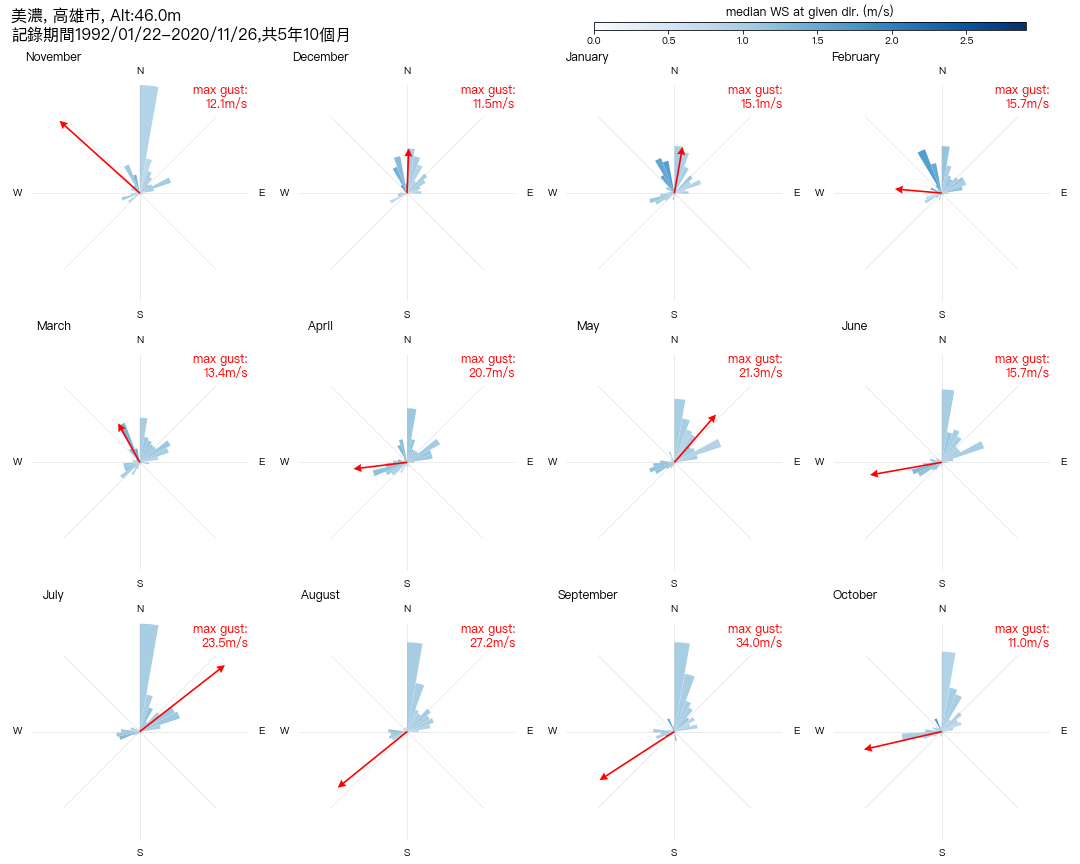 美濃, 高雄市, Alt:46.0m
記錄期間1992/01/22–2020/11/26,共5年10個月
median WS at given dir. (m/s)
0.0 0.5 1.0 1.5 2.0 2.5
November
N
max gust:
12.1m/s
W
E
S
December
N
max gust:
11.5m/s
W
E
S
January
N
max gust:
15.1m/s
W
E
S
February
N
max gust:
15.7m/s
W
E
S
March
N
max gust:
13.4m/s
W
E
S
April
N
max gust:
20.7m/s
W
E
S
May
N
max gust:
21.3m/s
W
E
S
June
N
max gust:
15.7m/s
W
E
S
July
N
max gust:
23.5m/s
W
E
S
August
N
max gust:
27.2m/s
W
E
S
September
N
max gust:
34.0m/s
W
E
S
October
N
max gust:
11.0m/s
W
E
S